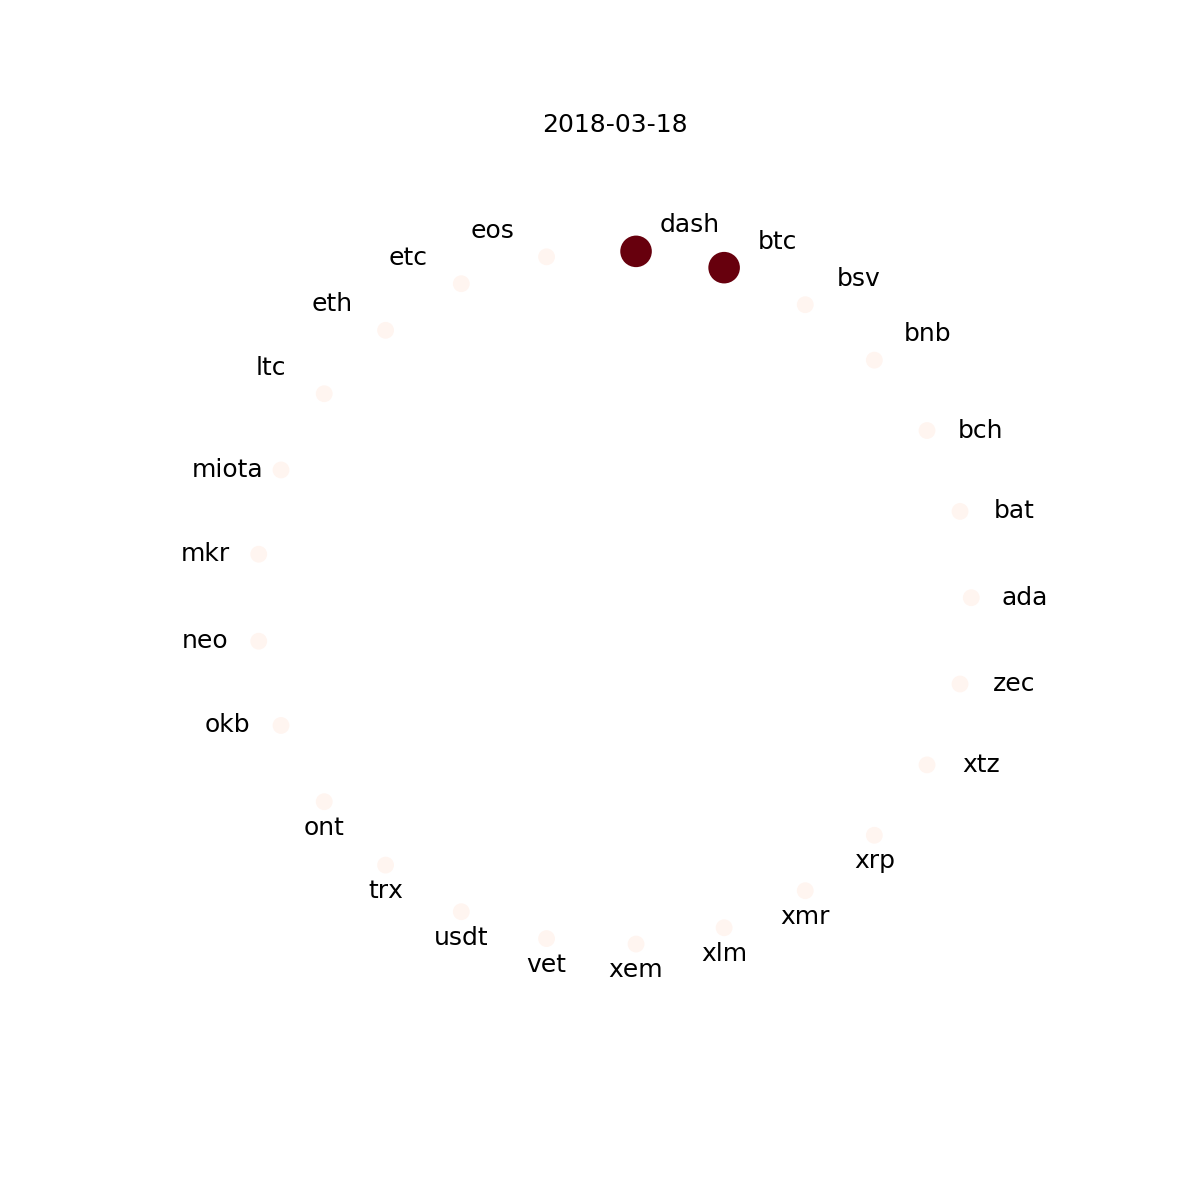 2018-03-18
dash
eos
btc
etc
bsv
eth
bnb
ltc
bch
miota
bat
mkr
ada
neo
zec
okb
xtz
ont
xrp
trx
xmr
usdt
xlm
vet
xem